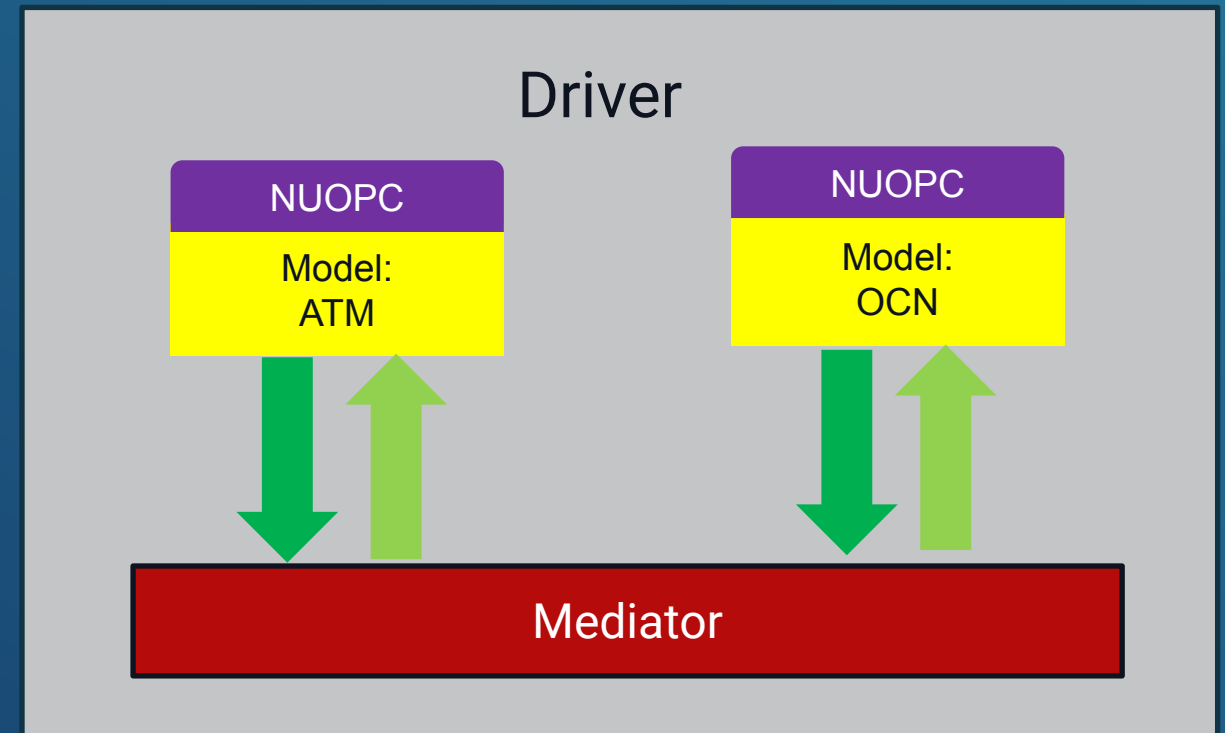 Driver
NUOPC
Model:
ATM
NUOPC
Model:
OCN
Mediator